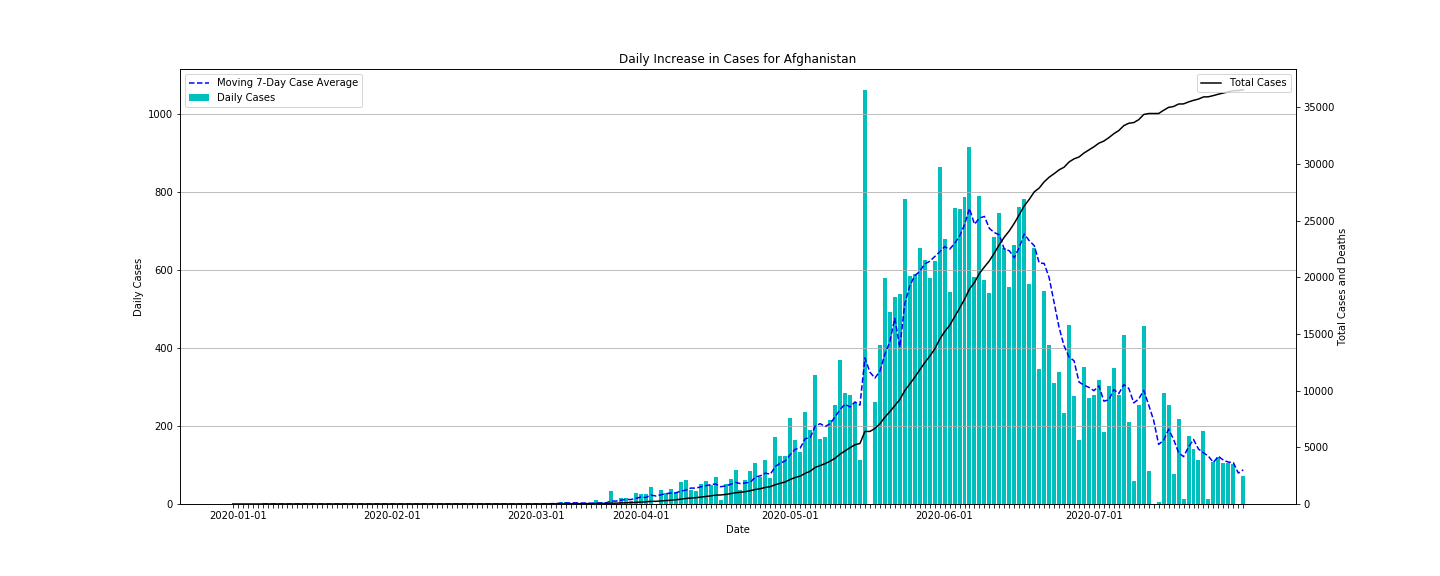 Daily Increase in Cases for Afghanistan
Moving 7-Day Case Average
Daily Cases
Total Cases
1000
800
600
400
200
0
Daily Cases
35000
30000
25000
20000
15000
10000
5000
0
Total Cases and Deaths
2020-01-01 2020-02-01 2020-03-01 2020-04-01 2020-05-01 2020-06-01 2020-07-01
Date